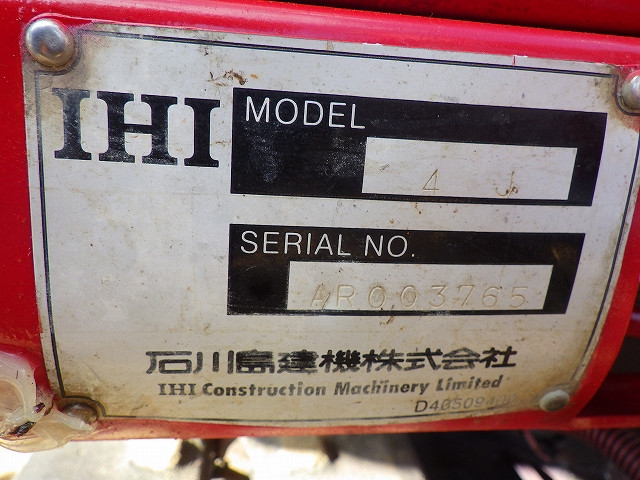 IHI
MODEL
4 J
SERIAL NO.
AR003765
石川島建機株式会社
IHI Construction Machinery Limited